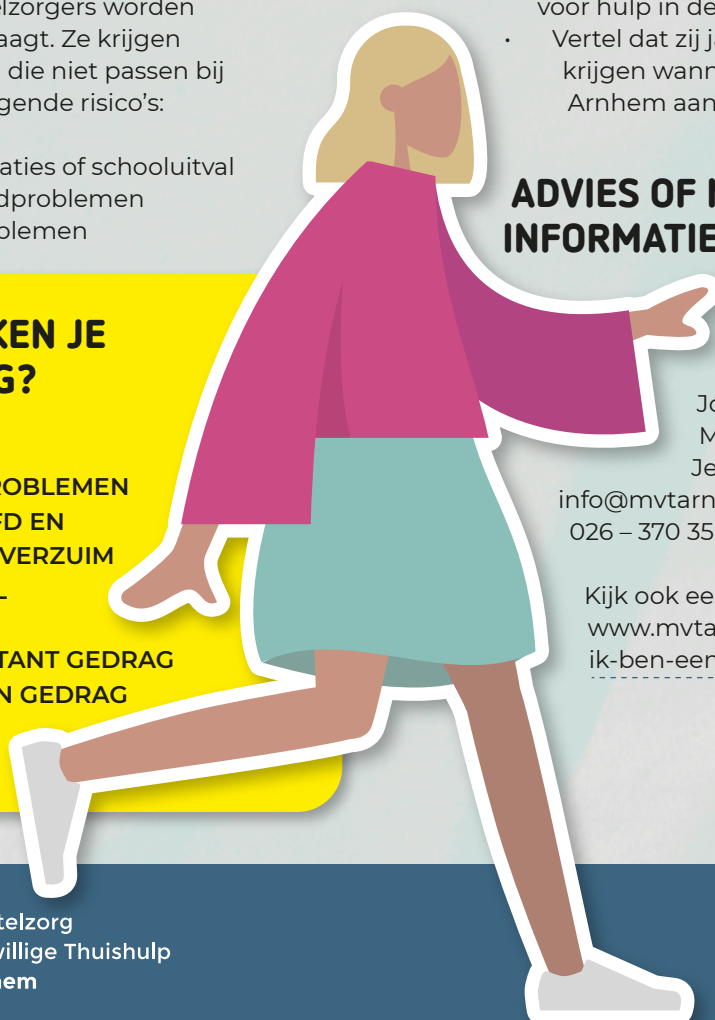 elzorgers worden
aagt. Ze krijgen
die niet passen bij
gende risico's:
aties of schooluitval
dproblemen
blemen
KEN JE
G?
ROBLEMEN
FD EN
VERZUIM
–
TANT GEDRAG
N GEDRAG
voor hulp in de
• Vertel dat zij j
krijgen wann
Arnhem aan
ADVIES OF
INFORMATIE
Jo
M
Je
info@mvtarn
026 – 370 35
Kijk ook ee
www.mvta
ik-ben-een
telzorg
willige Thuishulp
hem